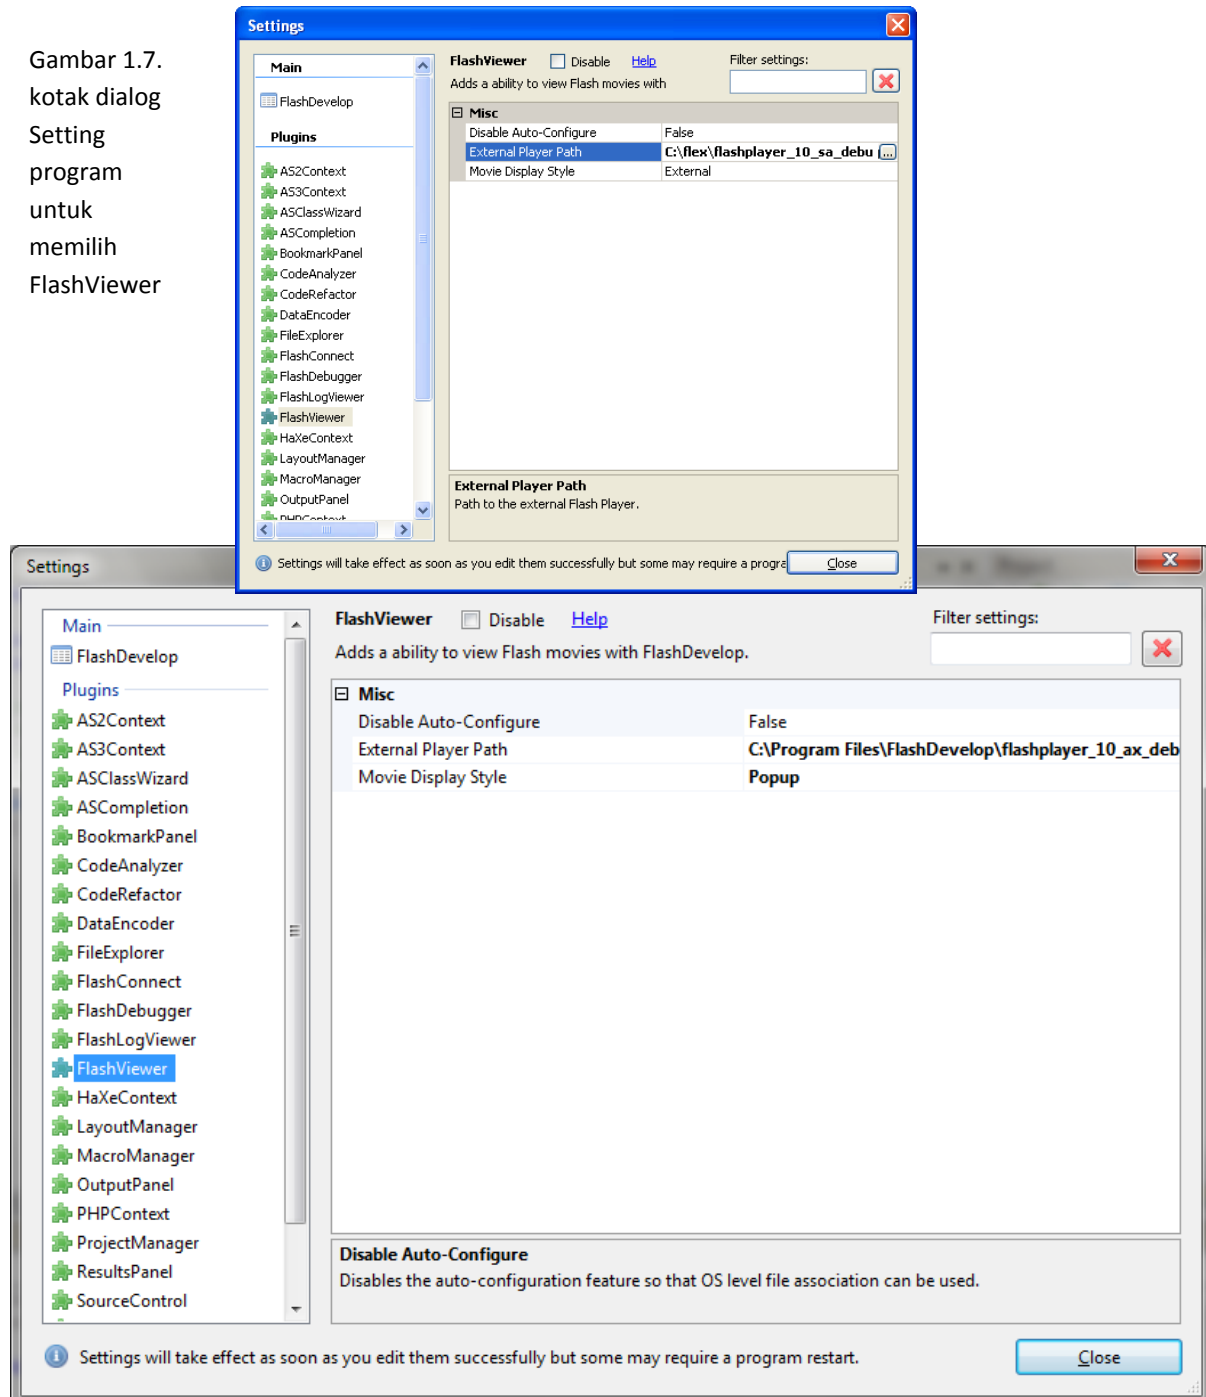 Gambar 1.7.
kotak dialog
Setting
program
untuk
memilih
FlashViewer
Settings
Main
FlashDevelop
Plugins
AS2Context
AS3Context
ASClassWizard
ASCompletion
BookmarkPanel
CodeAnalyzer
CodeRefactor
DataEncoder
FileExplorer
FlashConnect
FlashDebugger
FlashLogViewer
FlashViewer
HaXeContext
LayoutManager
MacroManager
OutputPanel
PHPContext
FlashViewer Disable Help
Adds a ability to view Flash movies with
Filter settings:
Misc
Disable Auto-Configure False
External Player Path C:\flex\flashplayer_10_sa_debu ...
Movie Display Style External
External Player Path
Path to the external Flash Player.
Settings will take effect as soon as you edit them successfully but some may require a progra
Close
Settings
Main
FlashDevelop
Plugins
AS2Context
AS3Context
ASClassWizard
ASCompletion
BookmarkPanel
CodeAnalyzer
CodeRefactor
DataEncoder
FileExplorer
FlashConnect
FlashDebugger
FlashLogViewer
FlashViewer
HaXeContext
LayoutManager
MacroManager
OutputPanel
PHPContext
ProjectManager
ResultsPanel
SourceControl
FlashViewer Disable Help
Adds a ability to view Flash movies with FlashDevelop.
Filter settings:
Misc
Disable Auto-Configure False
External Player Path C:\Program Files\FlashDevelop\flashplayer_10_ax_deb
Movie Display Style Popup
Disable Auto-Configure
Disables the auto-configuration feature so that OS level file association can be used.
Settings will take effect as soon as you edit them successfully but some may require a program restart.
Close